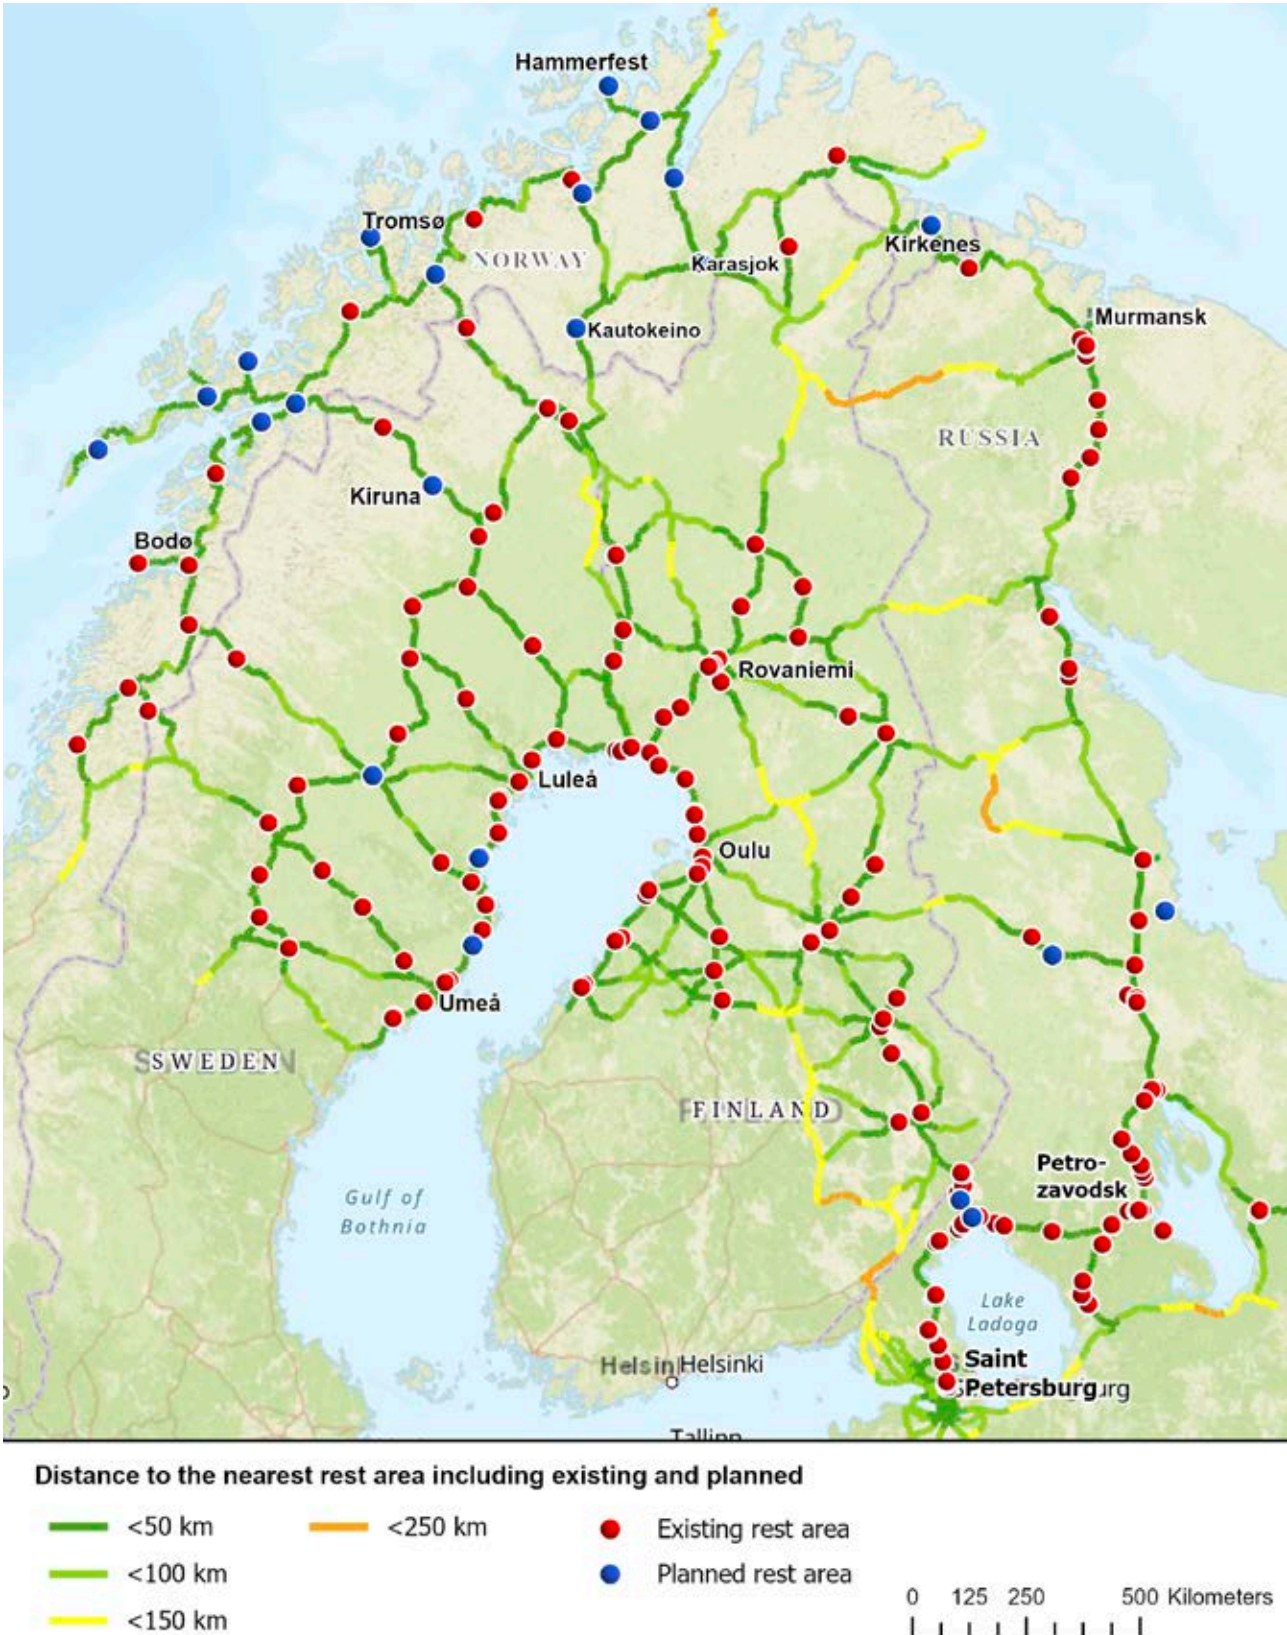 Hammerfest
Tromsø
NORWAY
Karasjok
Kirkenes
Kautokeino
Murmansk
RUSSIA
Kiruna
Bodø
Rovaniemi
Luleå
Oulu
Umeå
SWEDEN
FINLAND
Petro-
zavodsk
Gulf of
Bothnia
Lake
Ladoga
Helsinki
Saint
Petersburg
Tallinn
Distance to the nearest rest area including existing and planned
<50 km
<250 km
Existing rest area
<100 km
Planned rest area
<150 km
0 125 250 500 Kilometers